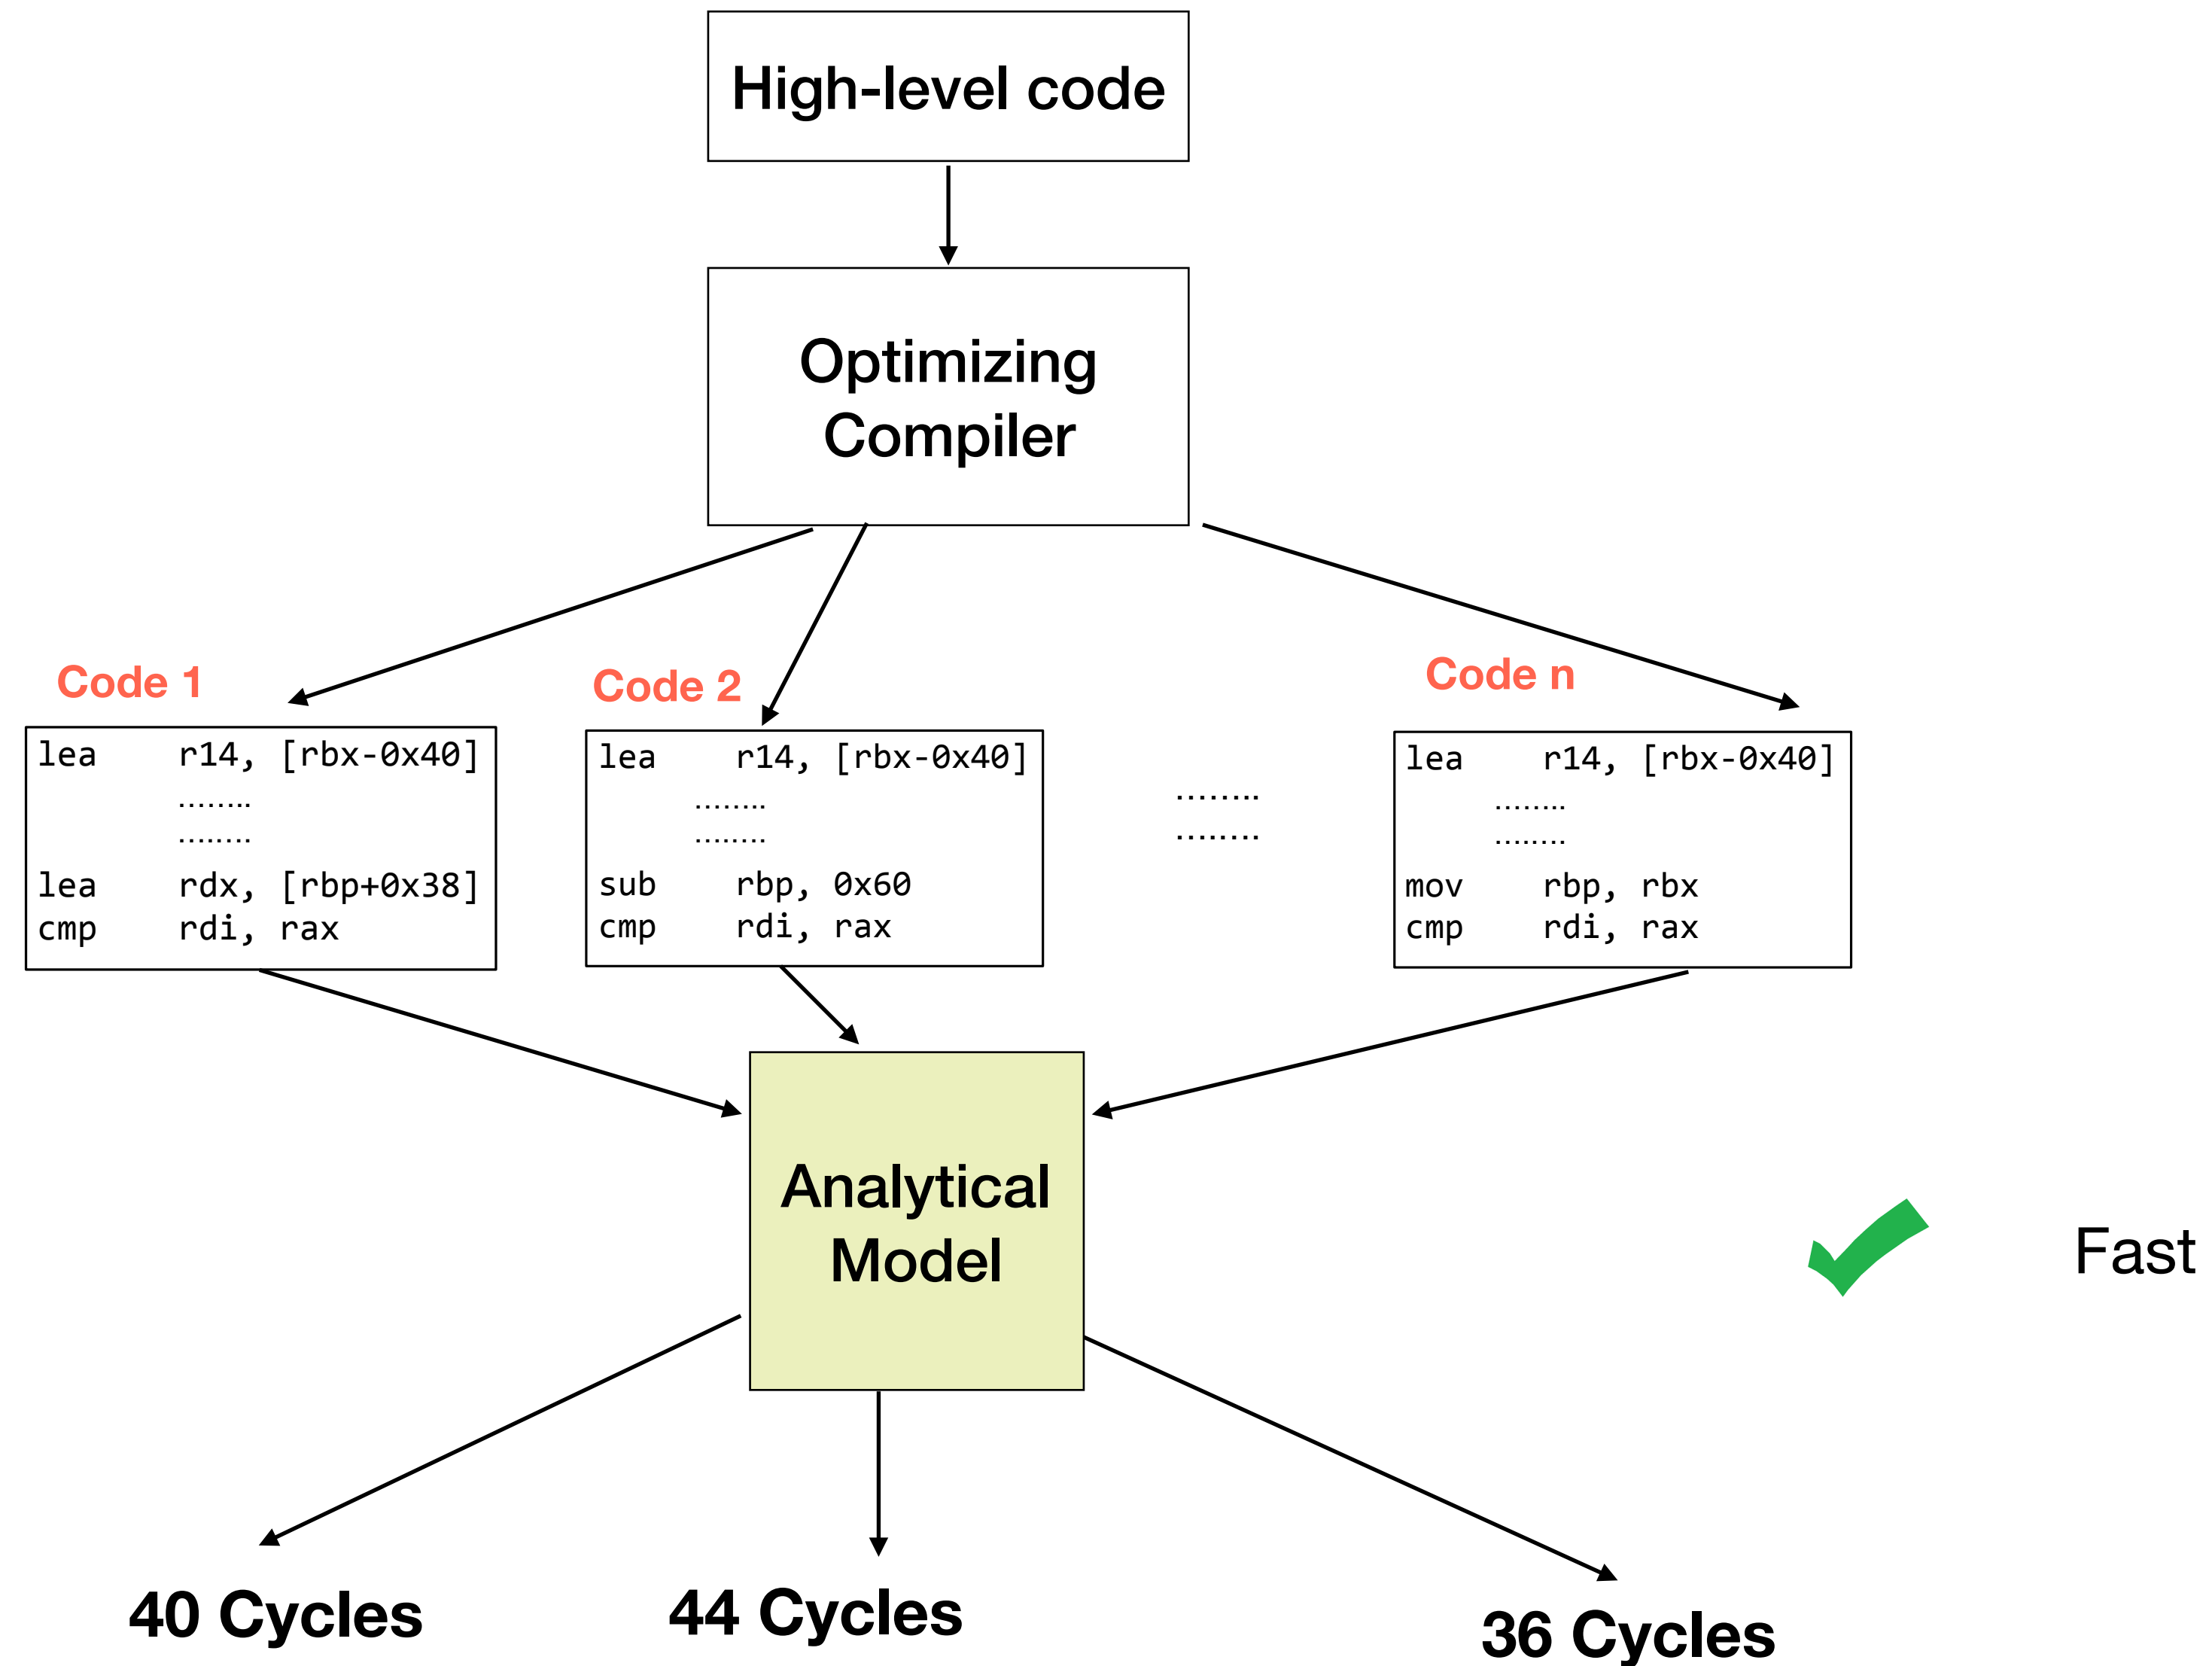 High-level code
Optimizing
Compiler
Code 1
Code 2
Code n
lea r14, [rbx-0x40]
........
........
lea rdx, [rbp+0x38]
cmp rdi, rax
lea r14, [rbx-0x40]
........
........
sub rbp, 0x60
cmp rdi, rax
........
........
lea r14, [rbx-0x40]
........
........
mov rbp, rbx
cmp rdi, rax
Analytical
Model
Fast
40 Cycles
44 Cycles
36 Cycles